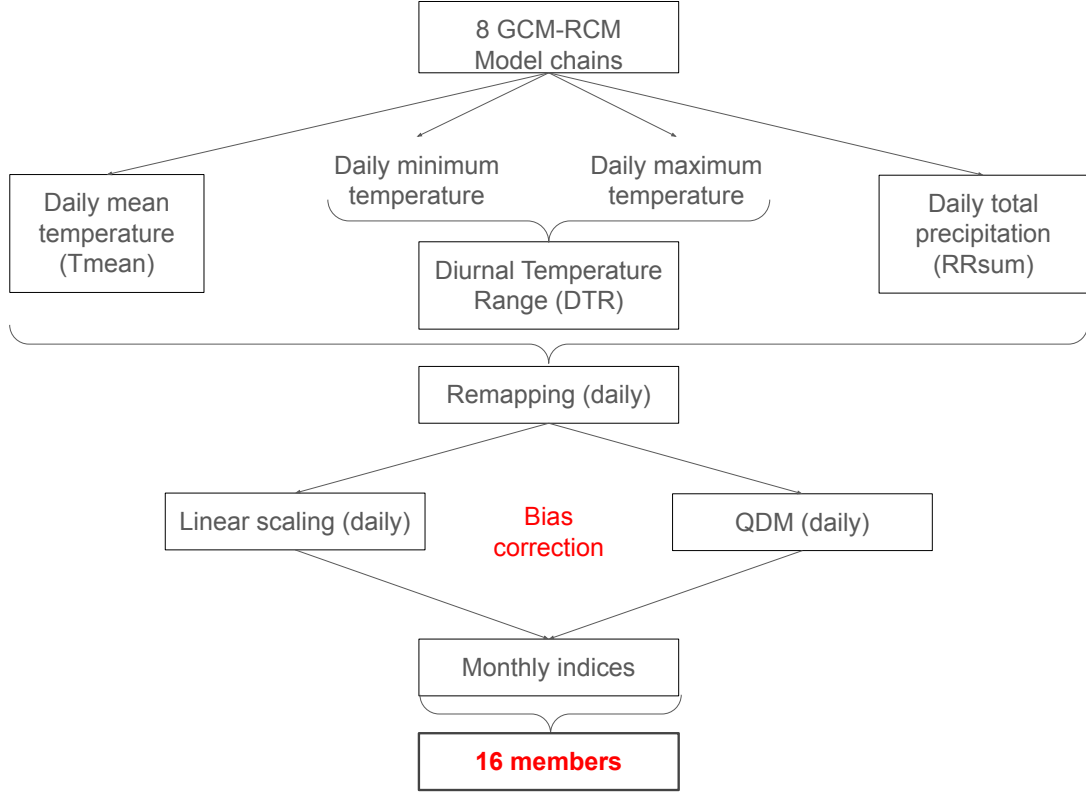 8 GCM-RCM
Model chains
Daily mean
temperature
(Tmean)
Daily minimum
temperature
Daily maximum
temperature
Daily total
precipitation
(RRsum)
Diurnal Temperature
Range (DTR)
Remapping (daily)
Linear scaling (daily)
Bias
correction
QDM (daily)
Monthly indices
16 members